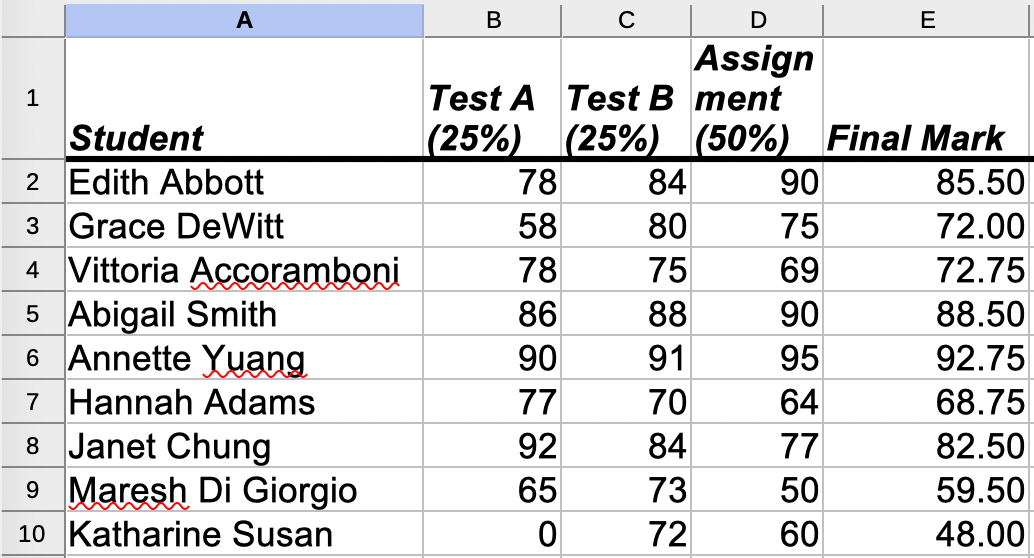 A B C D E
1 Student Test A (25%) Test B (25%) Assign ment (50%) Final Mark
2 Edith Abbott 78 84 90 85.50
3 Grace DeWitt 58 80 75 72.00
4 Vittoria Accoramboni 78 75 69 72.75
5 Abigail Smith 86 88 90 88.50
6 Annette Yuang 90 91 95 92.75
7 Hannah Adams 77 70 64 68.75
8 Janet Chung 92 84 77 82.50
9 Maresh Di Giorgio 65 73 50 59.50
10 Katharine Susan 0 72 60 48.00